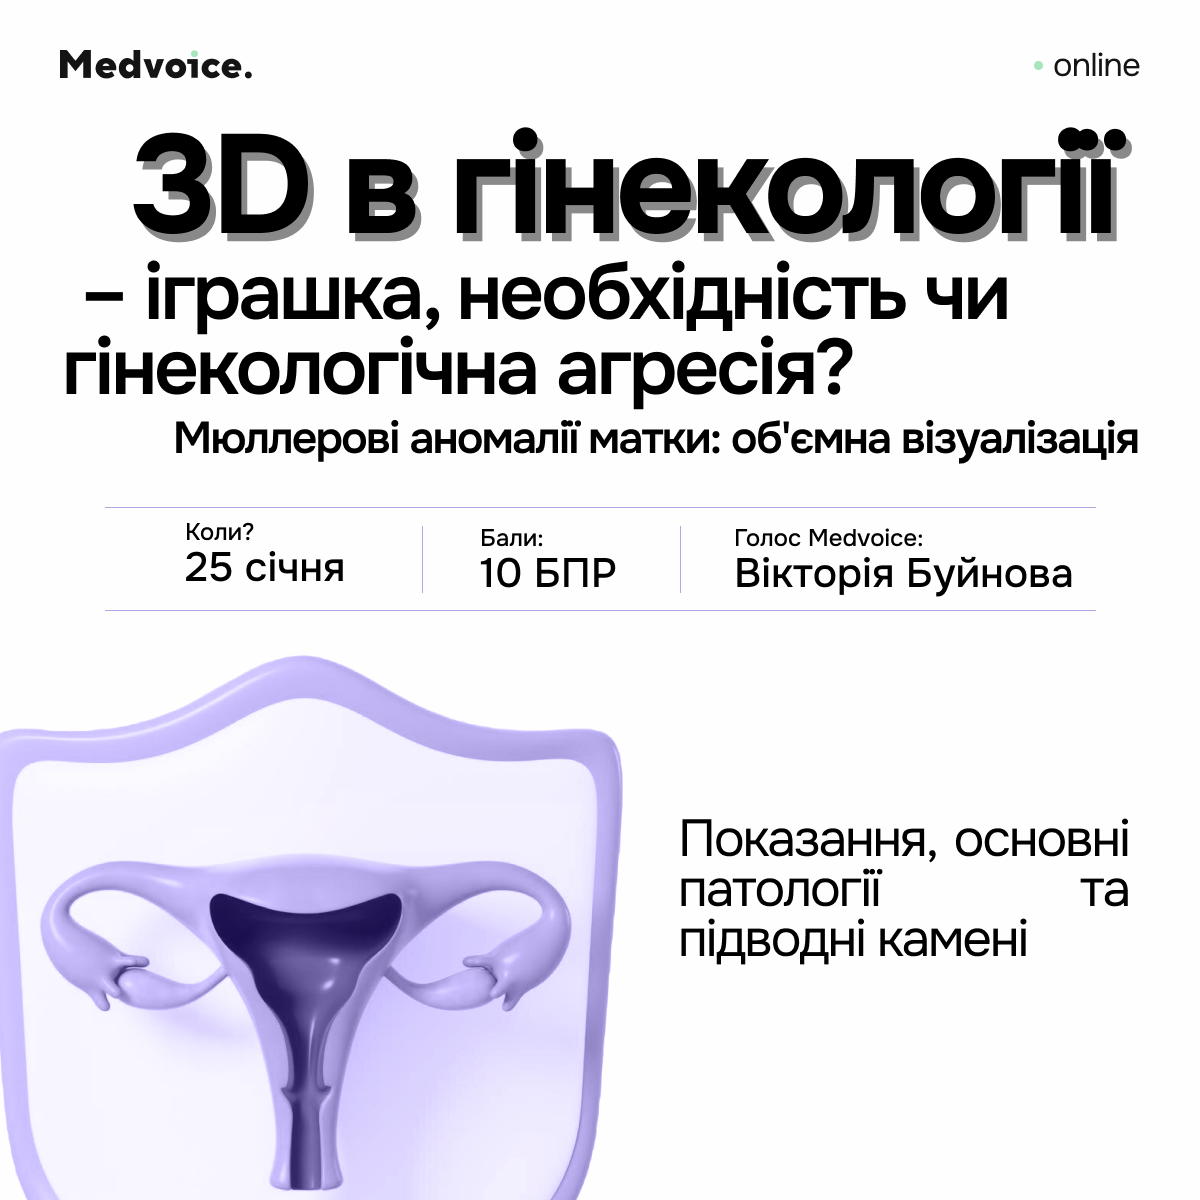 Medvoice.
online
3D в гінекології
– іграшка, необхідність чи
гінекологічна агресія?
Мюллерові аномалії матки: об'ємна візуалізація
Коли?
25 січня
Бали:
10 БПР
Голос Medvoice:
Вікторія Буйнова
Показання, основні
патології та
підводні камені